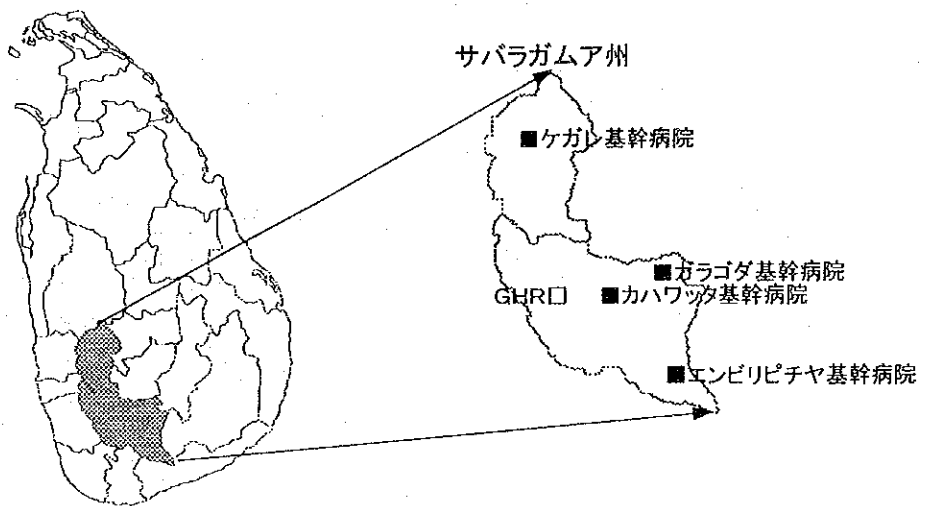 サバラガムア州
■ケガレ基幹病院
■ガラゴダ基幹病院
GHR□ ■カハワッタ基幹病院
■エンビリピチヤ基幹病院